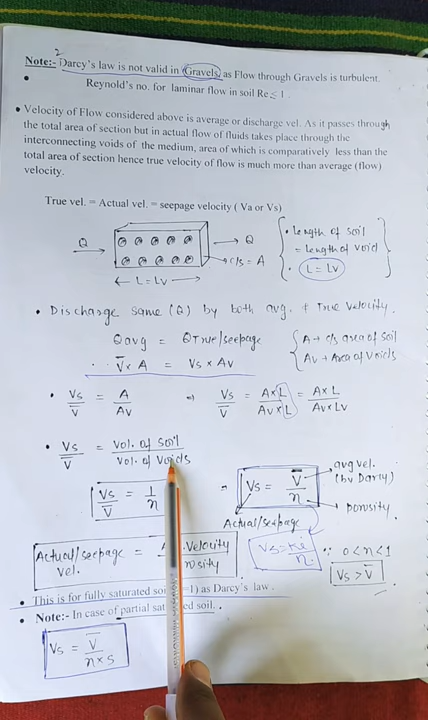 Note:- 2 Darcy's law is not valid in Gravels, as Flow through Gravels is turbulent.
Reynold's no. for laminar flow in soil Re ≤ 1.
• Velocity of Flow considered above is average or discharge vel. As it passes through
the total area of section but in actual flow of fluids takes place through the
interconnecting voids of the medium, area of which is comparatively less than the
total area of section hence true velocity of flow is much more than average (flow)
velocity.
True vel. = Actual vel. = seepage velocity ( Va or Vs)
Q → → Q
c/s = A
← L = Lv →
• Length of soil
= Length of void
• L = Lv
• Discharge same (Q) by both avg. & True Velocity.
Qavg = QTrue/seepage
V̅ × A = Vs × Av
A → c/s area of soil
Av → Area of voids
• Vs/V̅ = A/Av ⇒ Vs/V̅ = A×L/Av×L = A×L/Av×Lv
• Vs/V̅ = Vol. of Soil/Vol. of Voids
Vs/V̅ = 1/n ⇒ Vs = V̅/n
avg vel.
(by Darcy)
porosity
Actual/seepage
Vs = Ki/n
∵ 0<n<1
Vs > V̅
Actual/seepage vel. = Velocity
• This is for fully saturated =1) as Darcy's law .
• Note:- In case of partial soil. .
Vs = V̅/n×s